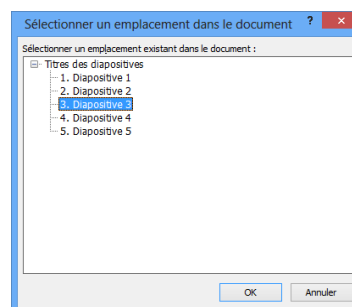 Sélectionner un emplacement dans le document ?
Sélectionner un emplacement existant dans le document :
Titres des diapositives
1. Diapositive 1
2. Diapositive 2
3. Diapositive 3
4. Diapositive 4
5. Diapositive 5
OK Annuler